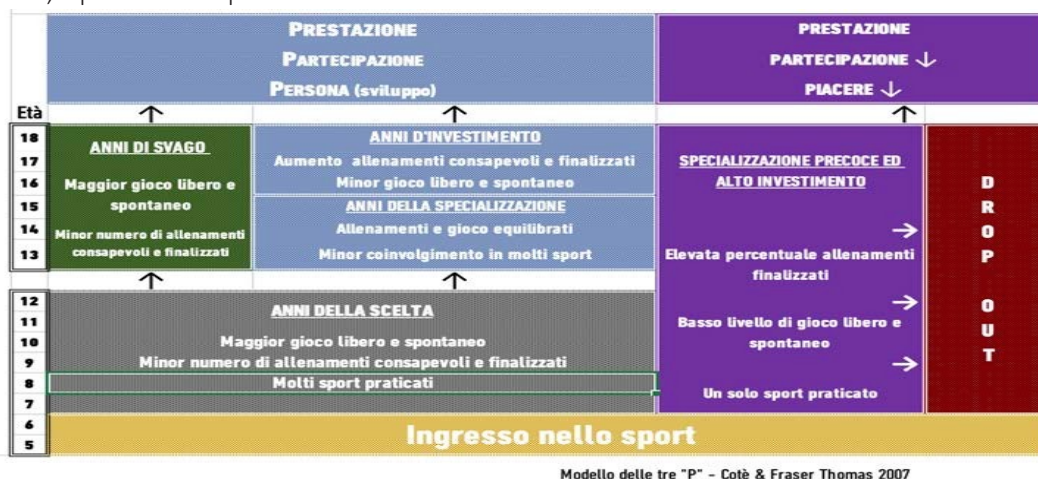 PRESTAZIONE
PARTECIPAZIONE
PERSONA (sviluppo)
PRESTAZIONE
PARTECIPAZIONE ↓
PIACERE ↓
Età
18
17
16
15
14
13
12
11
10
9
8
7
6
5
ANNI DI SVAGO
Maggior gioco libero e
spontaneo
Minor numero di allenamenti
consapevoli e finalizzati
ANNI D'INVESTIMENTO
Aumento allenamenti consapevoli e finalizzati
Minor gioco libero e spontaneo
ANNI DELLA SPECIALIZZAZIONE
Allenamenti e gioco equilibrati
Minor coinvolgimento in molti sport
ANNI DELLA SCELTA
Maggior gioco libero e spontaneo
Minor numero di allenamenti consapevoli e finalizzati
Molti sport praticati
SPECIALIZZAZIONE PRECOCE ED
ALTO INVESTIMENTO
Elevata percentuale allenamenti
finalizzati
Basso livello di gioco libero e
spontaneo
Un solo sport praticato
DROP OUT
Ingresso nello sport
Modello delle tre "P" - Cotè & Fraser Thomas 2007